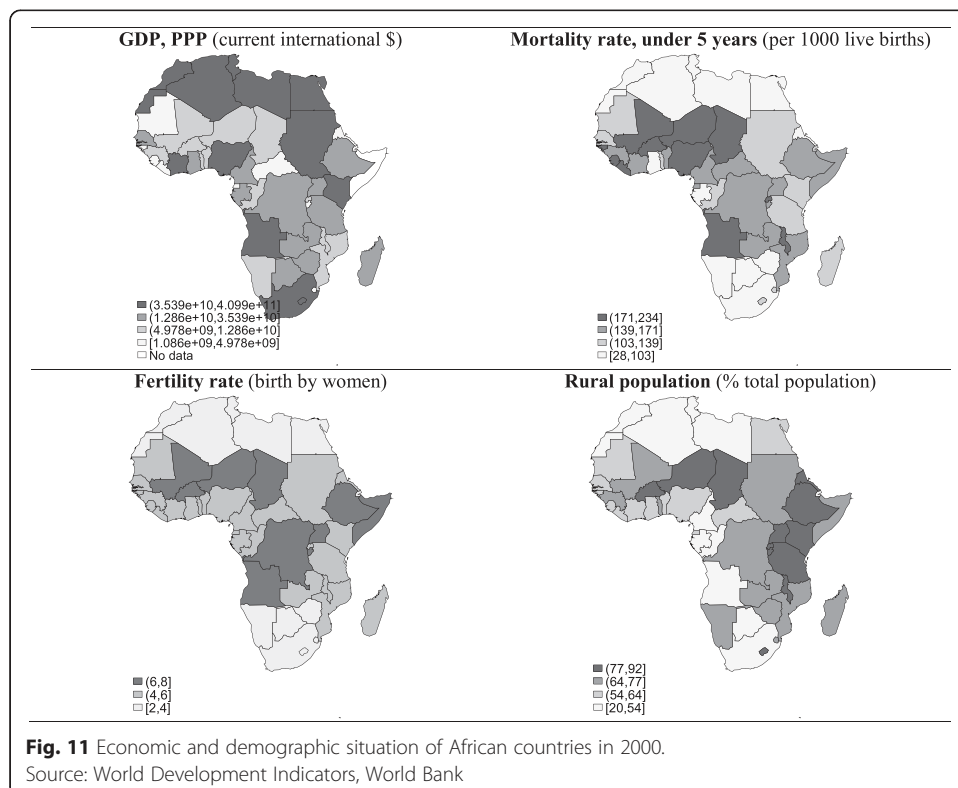 GDP, PPP (current international $)
(3.539e+10,4.099e+11]
(1.286e+10,3.539e+10]
(4.978e+09,1.286e+10]
[1.086e+09,4.978e+09]
No data
Mortality rate, under 5 years (per 1000 live births)
(171,234]
(139,171]
(103,139]
[28,103]
Fertility rate (birth by women)
(6,8]
(4,6]
[2,4]
Rural population (% total population)
(77,92]
(64,77]
(54,64]
[20,54]
Fig. 11 Economic and demographic situation of African countries in 2000.
Source: World Development Indicators, World Bank